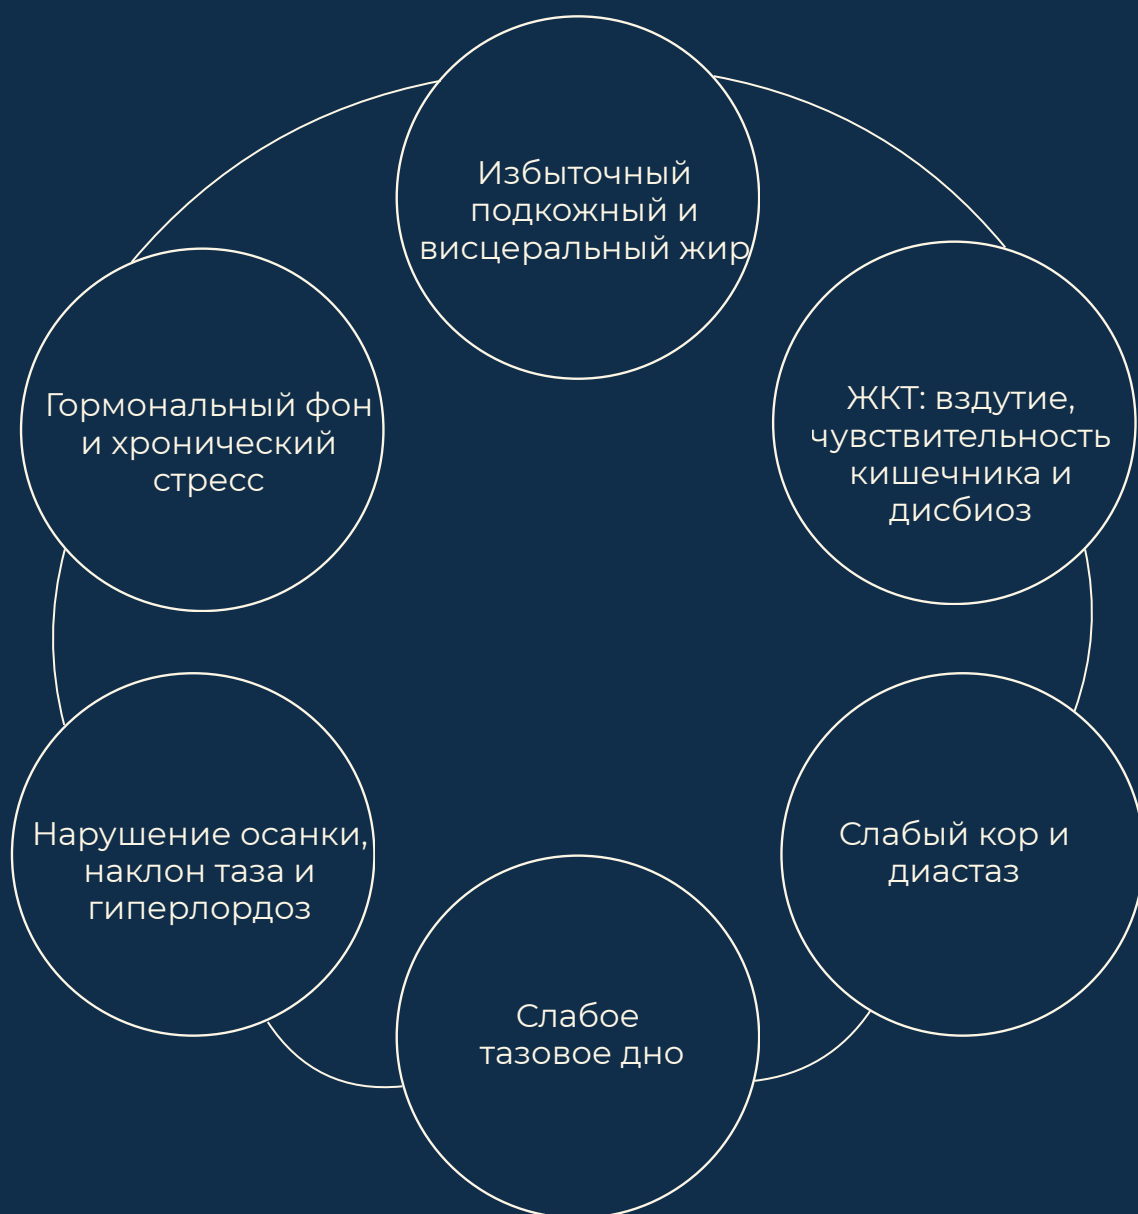 Избыточный
подкожный и
висцеральный жир
ЖКТ: вздутие,
чувствительность
кишечника и
дисбиоз
Слабый кор и
диастаз
Слабое
тазовое дно
Нарушение осанки,
наклон таза и
гиперлордоз
Гормональный фон
и хронический
стресс